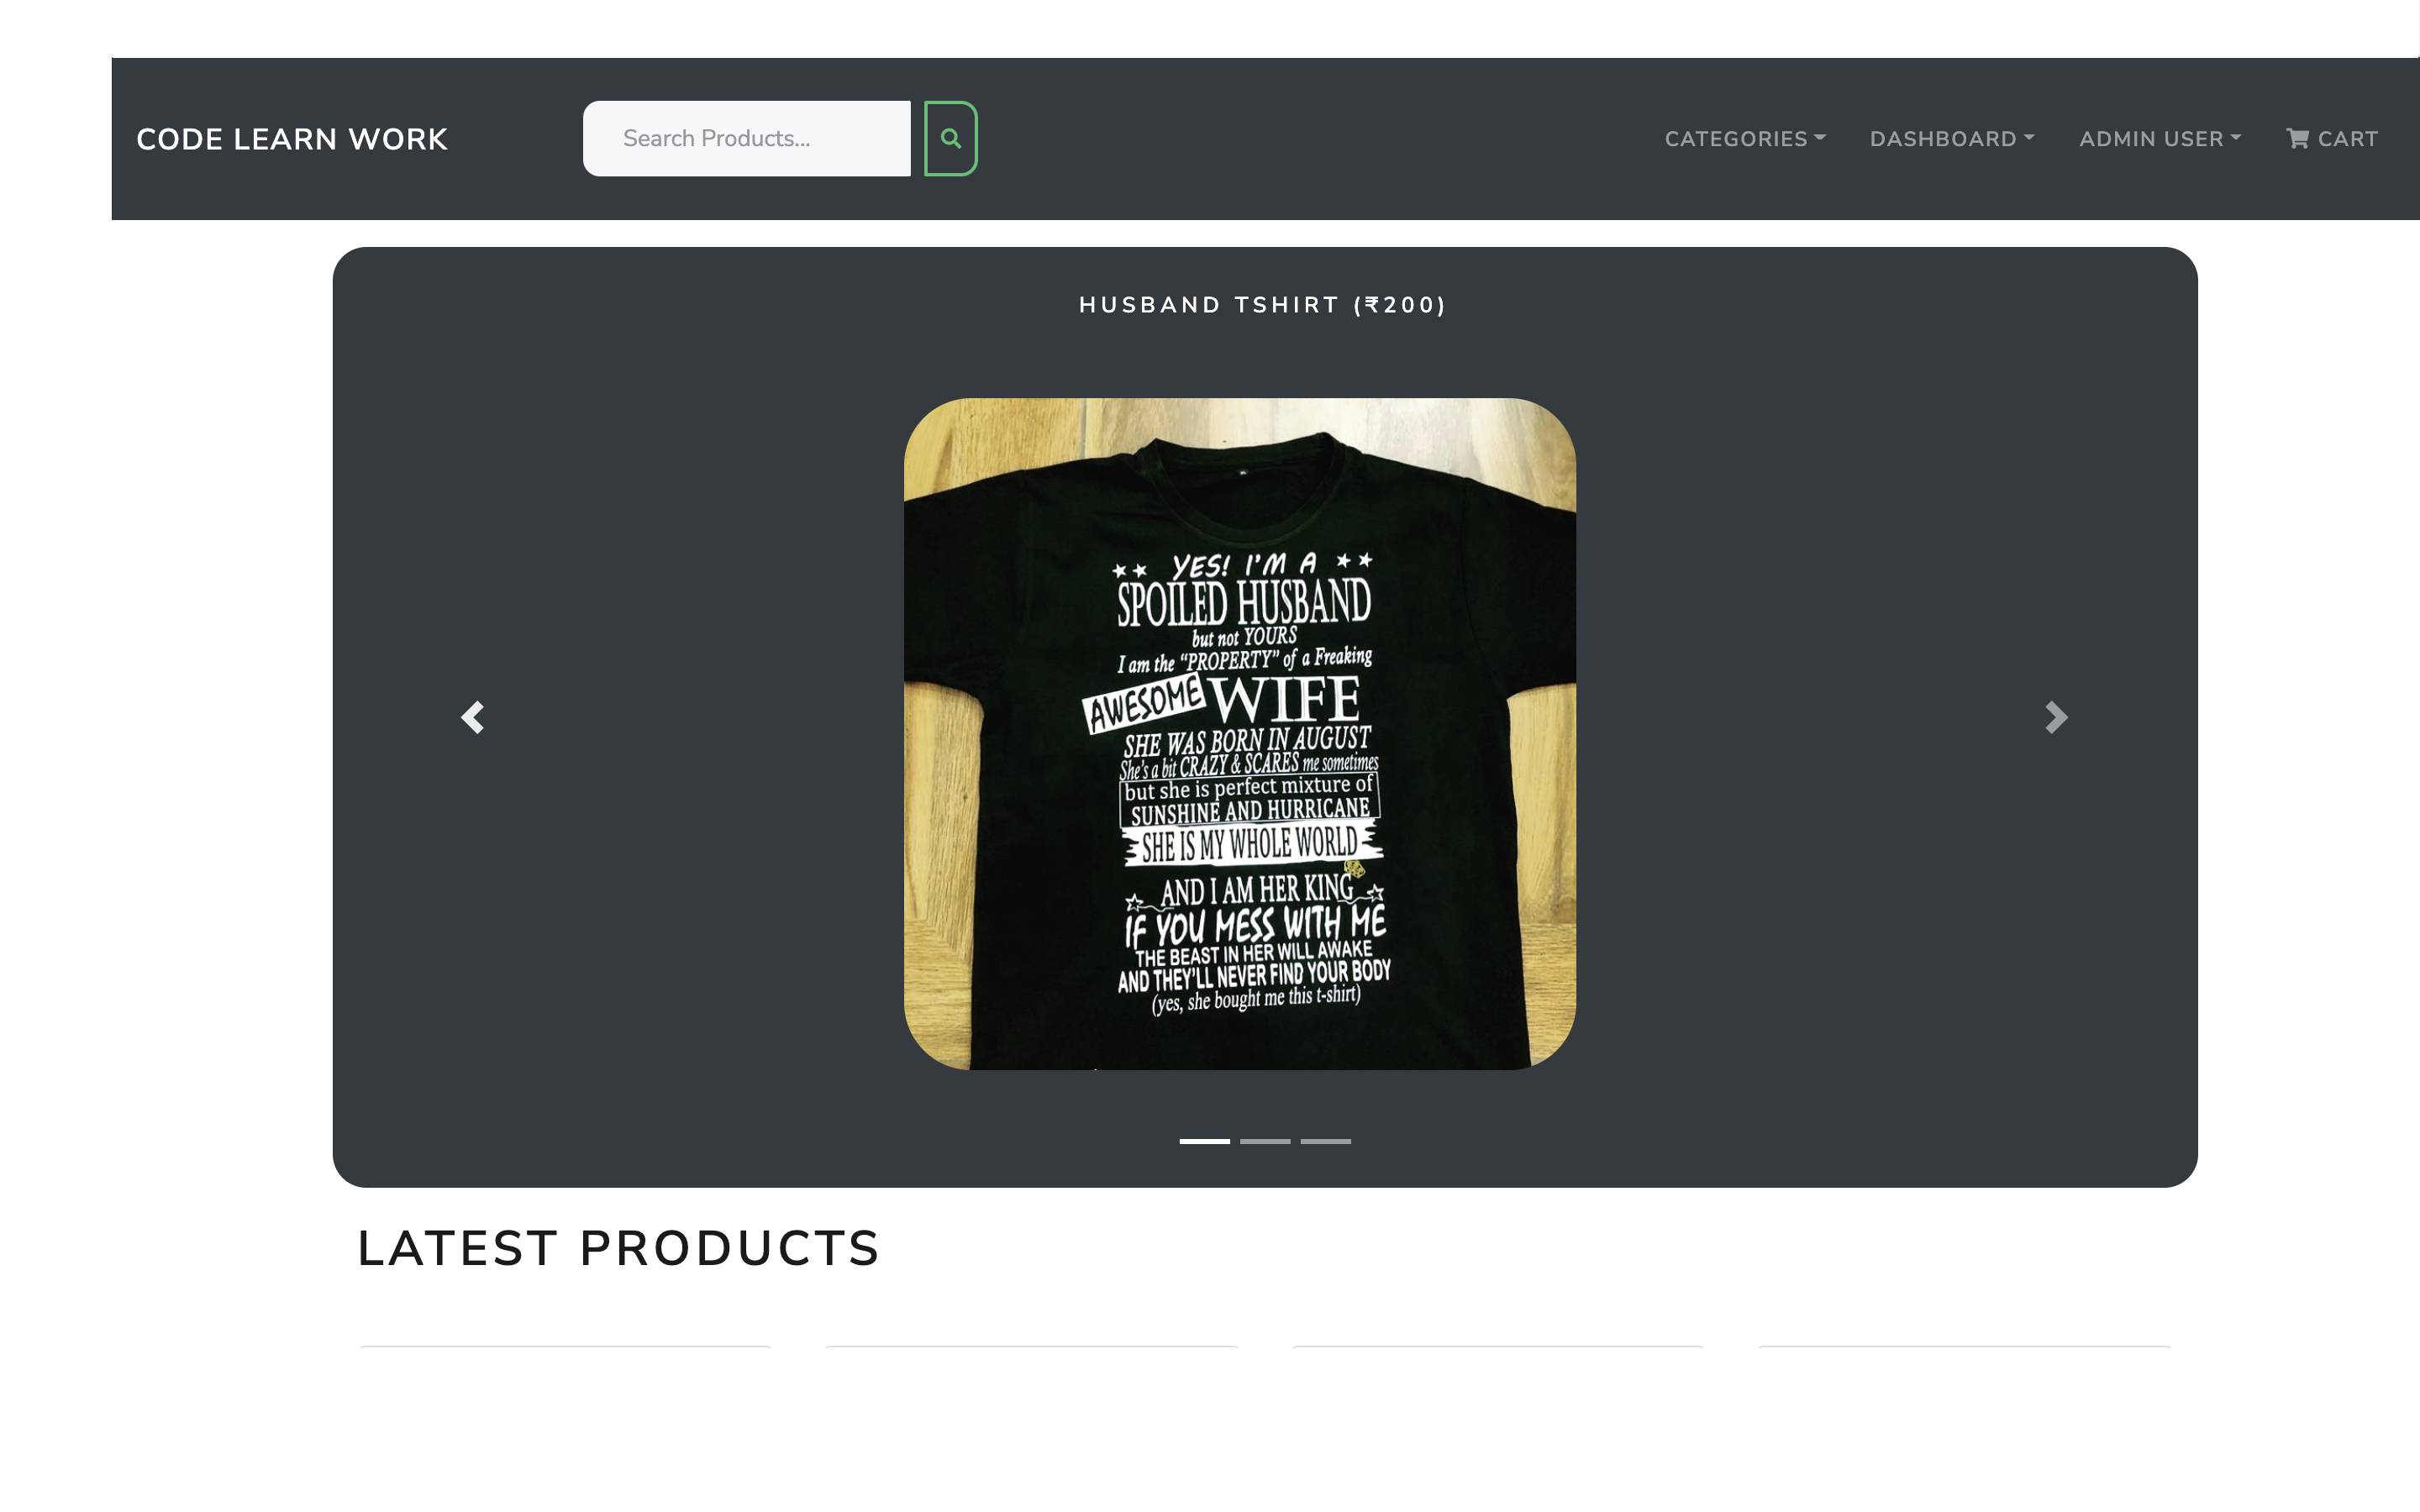 CODE LEARN WORK
Search Products...
CATEGORIES
DASHBOARD
ADMIN USER
CART
HUSBAND TSHIRT (₹200)
YES! I'M A
SPOILED HUSBAND
but not YOURS
I am the “PROPERTY” of a Freaking
AWESOME WIFE
SHE WAS BORN IN AUGUST
She's a bit CRAZY & SCARES me sometimes
but she is perfect mixture of
SUNSHINE AND HURRICANE
SHE IS MY WHOLE WORLD
AND I AM HER KING
IF YOU MESS WITH ME
THE BEAST IN HER WILL AWAKE
AND THEY'LL NEVER FIND YOUR BODY
(yes, she bought me this t-shirt)
LATEST PRODUCTS